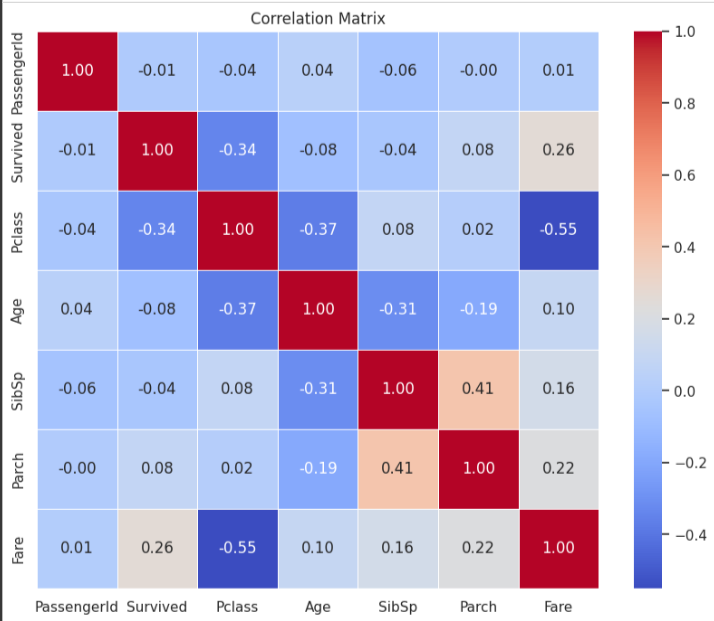 Correlation Matrix
PassengerId 1.00 -0.01 -0.04 0.04 -0.06 -0.00 0.01
Survived -0.01 1.00 -0.34 -0.08 -0.04 0.08 0.26
Pclass -0.04 -0.34 1.00 -0.37 0.08 0.02 -0.55
Age 0.04 -0.08 -0.37 1.00 -0.31 -0.19 0.10
SibSp -0.06 -0.04 0.08 -0.31 1.00 0.41 0.16
Parch -0.00 0.08 0.02 -0.19 0.41 1.00 0.22
Fare 0.01 0.26 -0.55 0.10 0.16 0.22 1.00
PassengerId Survived Pclass Age SibSp Parch Fare
1.0
0.8
0.6
0.4
0.2
0.0
−0.2
−0.4